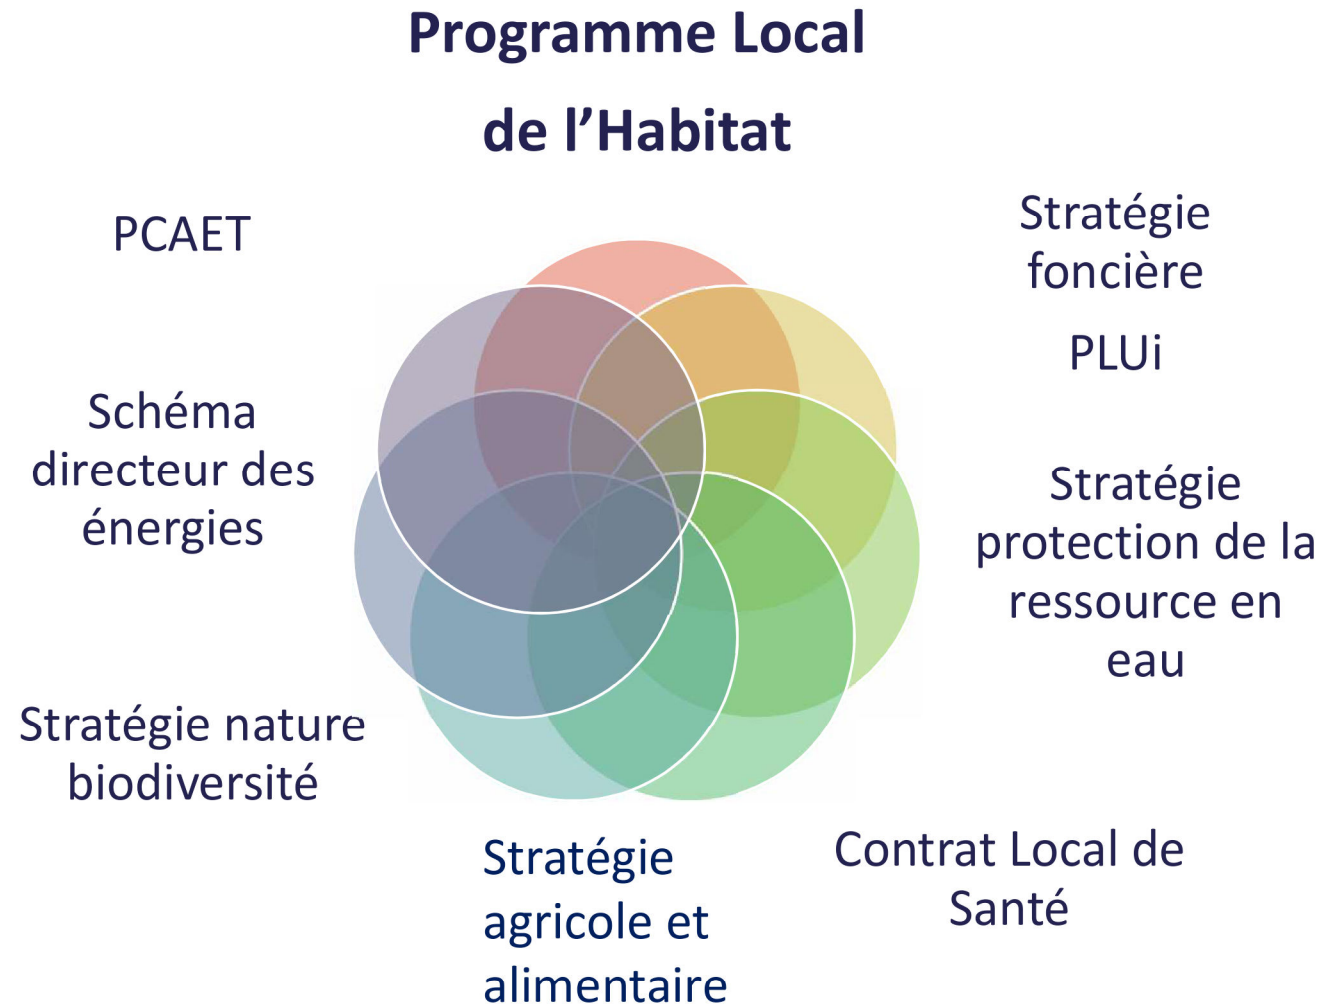 Programme Local
de l’Habitat
PCAET
Stratégie
foncière
PLUi
Schéma
directeur des
énergies
Stratégie
protection de la
ressource en
eau
Stratégie nature
biodiversité
Stratégie
agricole et
alimentaire
Contrat Local de
Santé